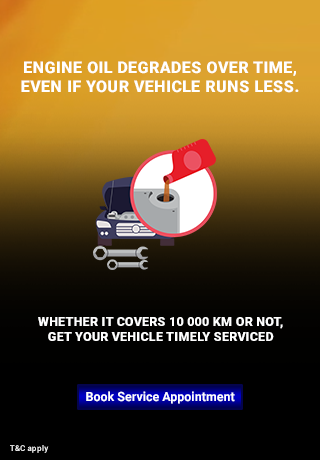 ENGINE OIL DEGRADES OVER TIME,
EVEN IF YOUR VEHICLE RUNS LESS.
WHETHER IT COVERS 10 000 KM OR NOT,
GET YOUR VEHICLE TIMELY SERVICED
Book Service Appointment
T&C apply